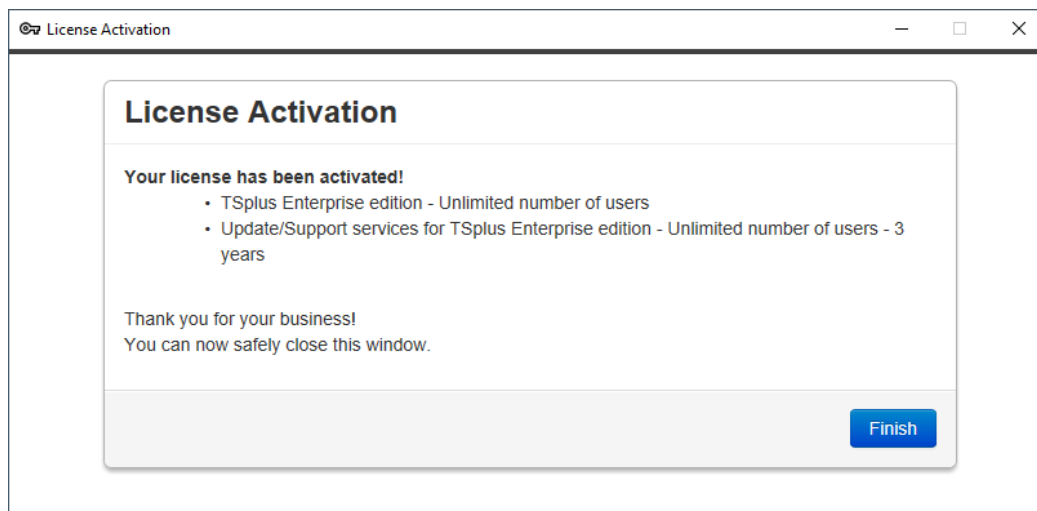 License Activation
License Activation
Your license has been activated!
• TSplus Enterprise edition - Unlimited number of users
• Update/Support services for TSplus Enterprise edition - Unlimited number of users - 3
years
Thank you for your business!
You can now safely close this window.
Finish